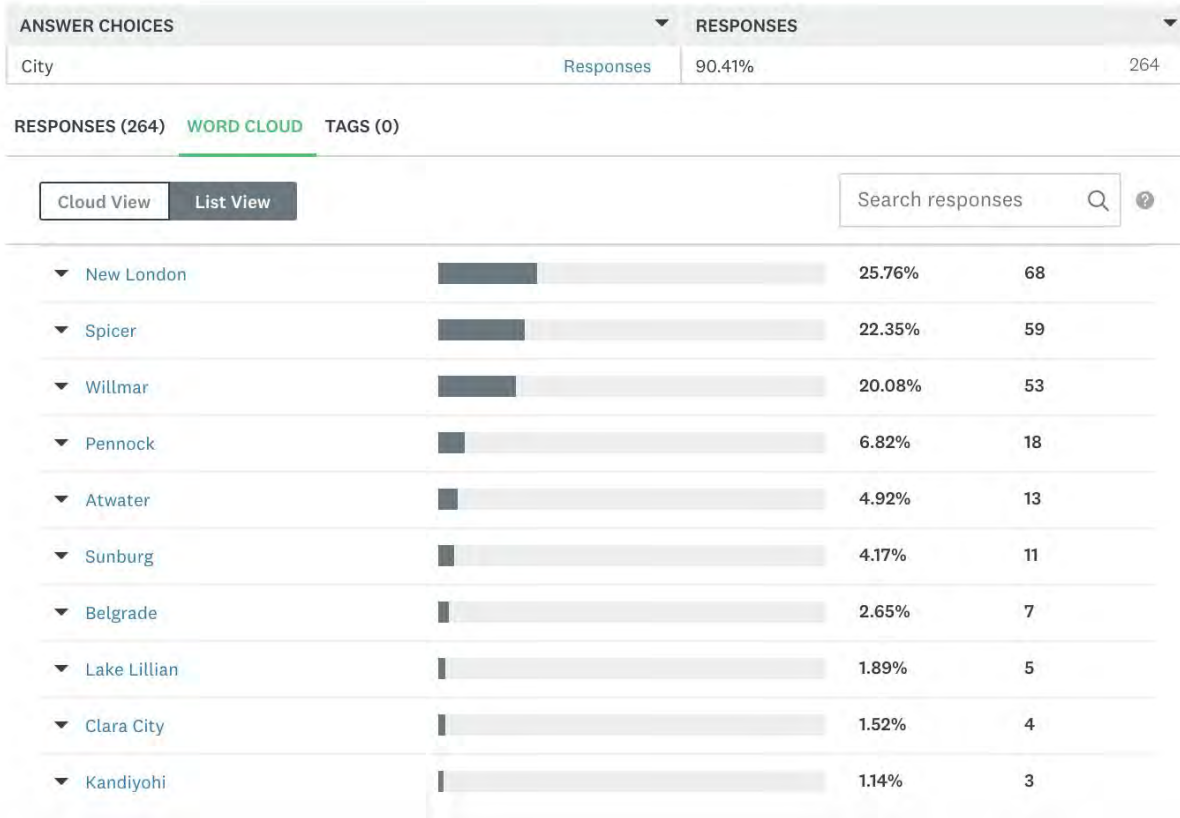 ANSWER CHOICES RESPONSES
City Responses 90.41% 264
RESPONSES (264) WORD CLOUD TAGS (0)
Cloud View List View Search responses ?
New London 25.76% 68
Spicer 22.35% 59
Willmar 20.08% 53
Pennock 6.82% 18
Atwater 4.92% 13
Sunburg 4.17% 11
Belgrade 2.65% 7
Lake Lillian 1.89% 5
Clara City 1.52% 4
Kandiyohi 1.14% 3